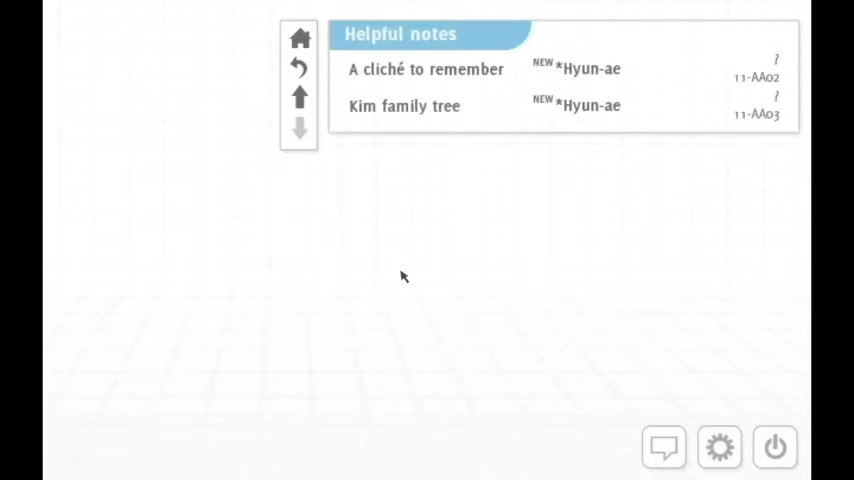 Helpful notes
A cliché to remember NEW *Hyun-ae ?
11-AA02
Kim family tree NEW *Hyun-ae ?
11-AA03